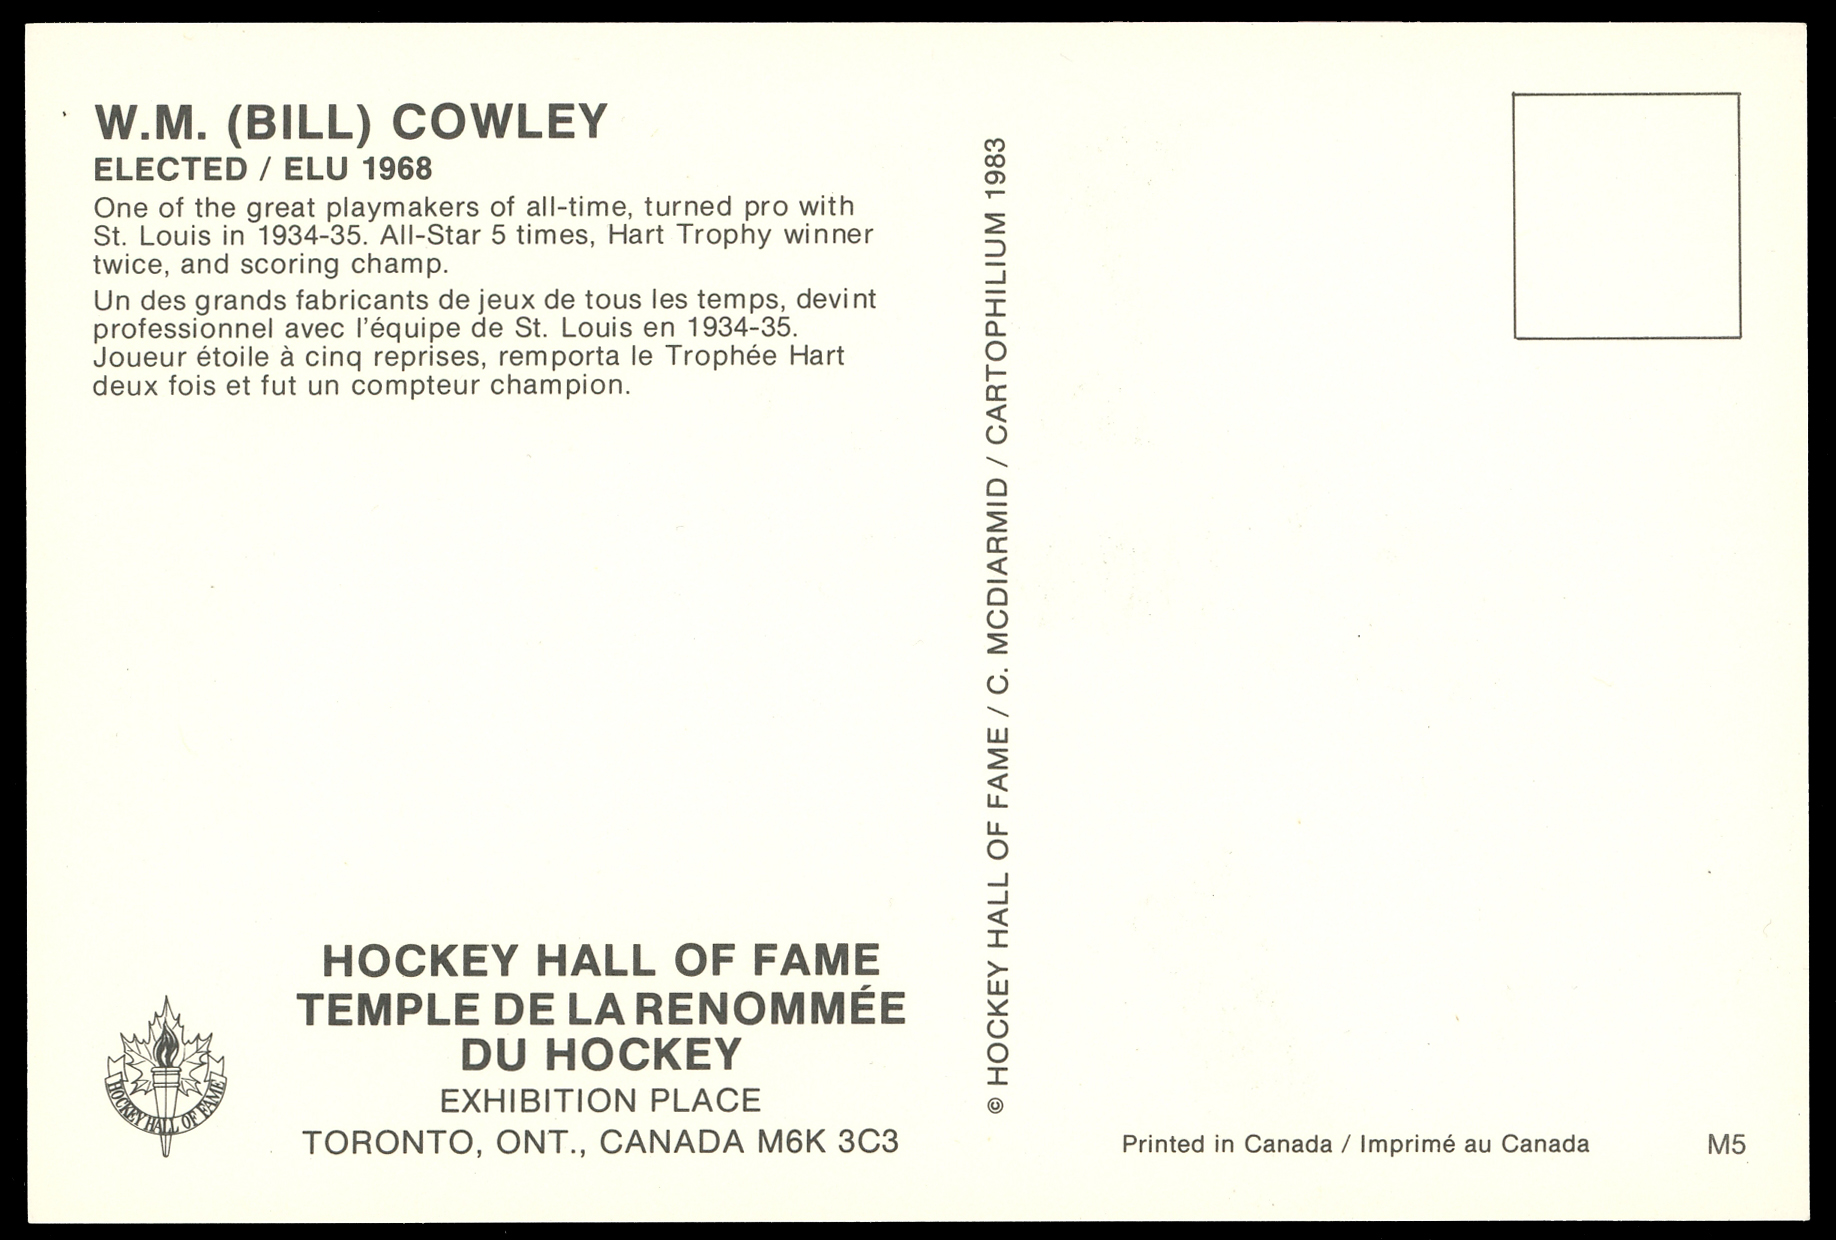 W.M. (BILL) COWLEY
ELECTED / ELU 1968
One of the great playmakers of all-time, turned pro with
St. Louis in 1934-35. All-Star 5 times, Hart Trophy winner
twice, and scoring champ.
Un des grands fabricants de jeux de tous les temps, devint
professionnel avec l'équipe de St. Louis en 1934-35.
Joueur étoile à cinq reprises, remporta le Trophée Hart
deux fois et fut un compteur champion.
HOCKEY HALL OF FAME
HOCKEY HALL OF FAME
TEMPLE DE LA RENOMMÉE
DU HOCKEY
EXHIBITION PLACE
TORONTO, ONT., CANADA M6K 3C3
© HOCKEY HALL OF FAME / C. MCDIARMID / CARTOPHILIUM 1983
Printed in Canada / Imprimé au Canada
M5